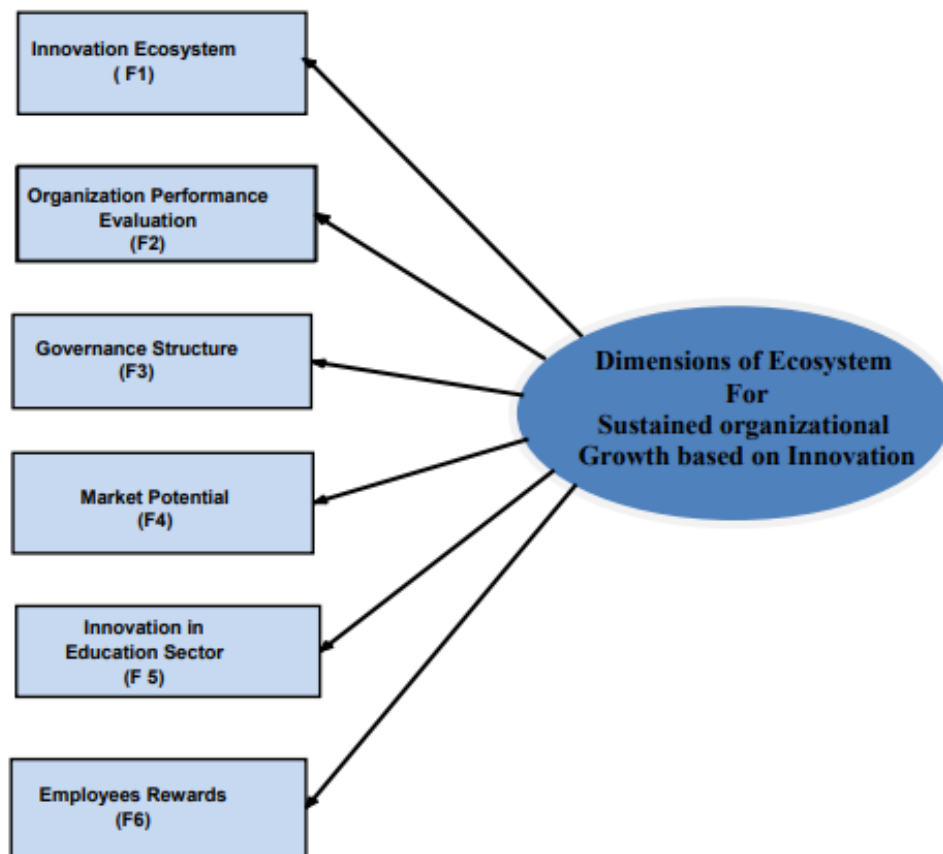 Innovation Ecosystem
( F1)
Organization Performance
Evaluation
(F2)
Governance Structure
(F3)
Market Potential
(F4)
Innovation in
Education Sector
(F 5)
Employees Rewards
(F6)
Dimensions of Ecosystem
For
Sustained organizational
Growth based on Innovation